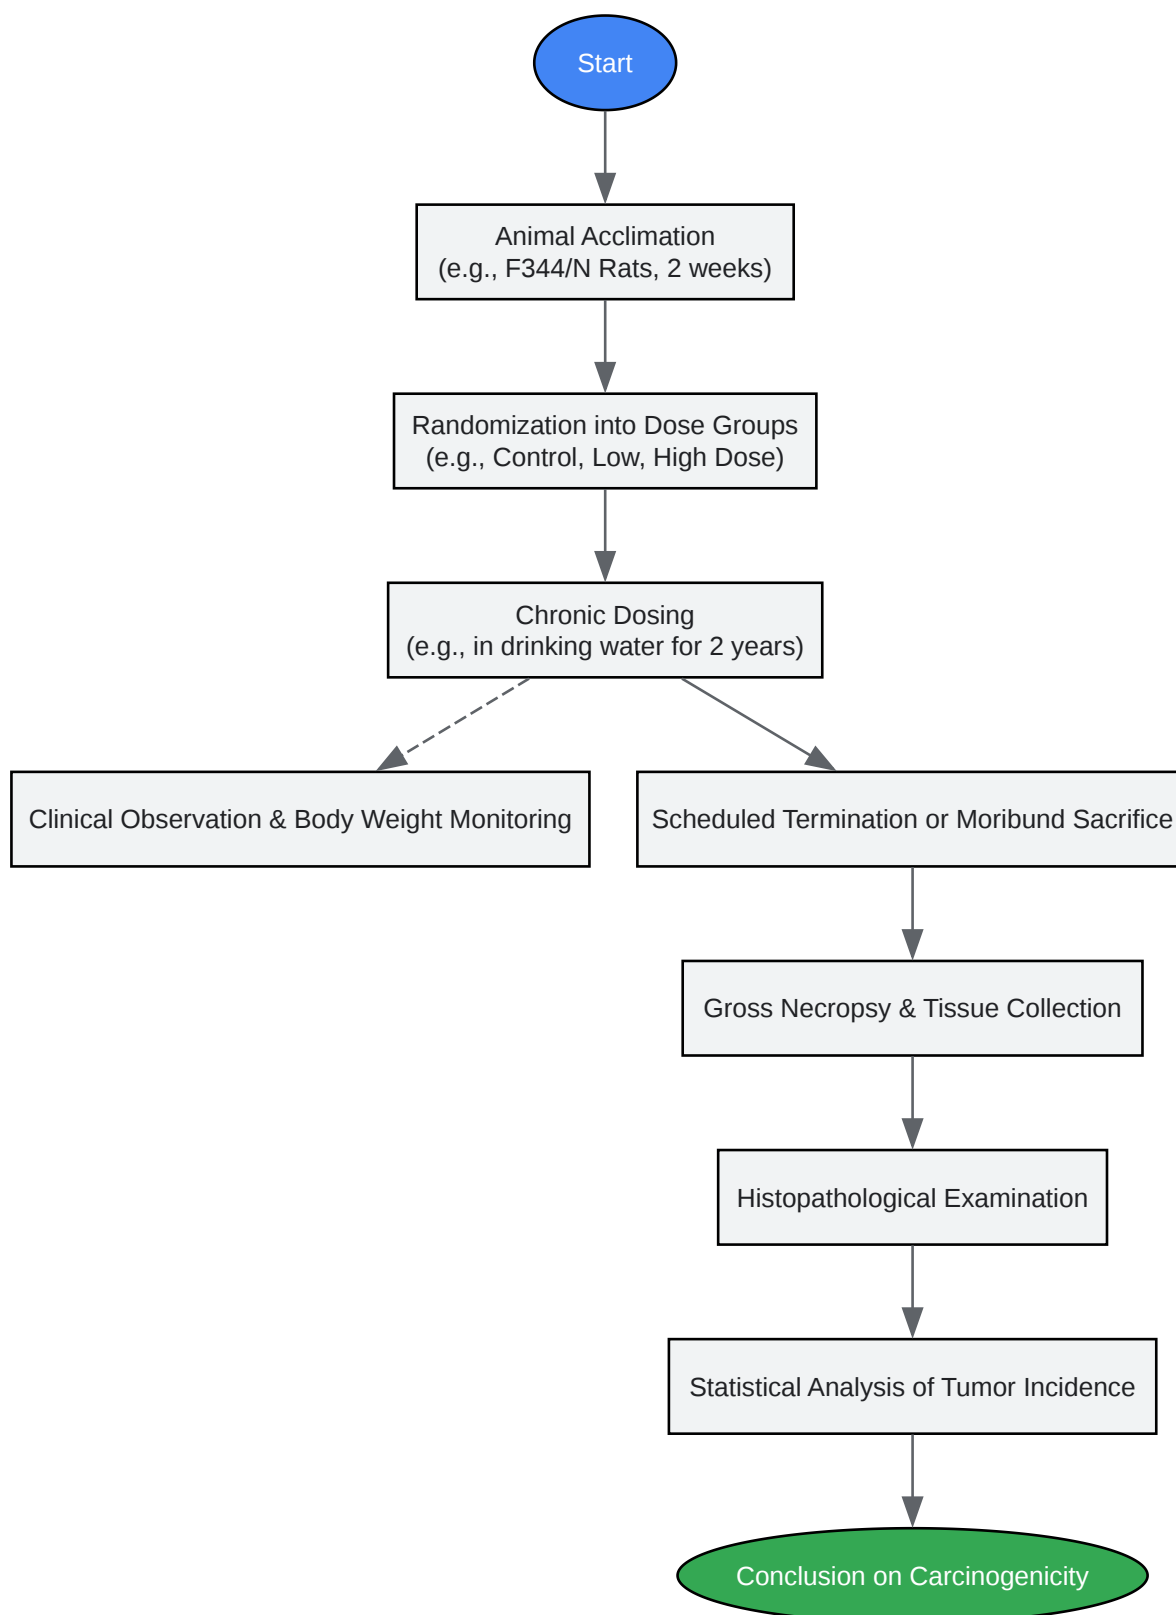 Start
Animal Acclimation
(e.g., F344/N Rats, 2 weeks)
Randomization into Dose Groups
(e.g., Control, Low, High Dose)
Chronic Dosing
(e.g., in drinking water for 2 years)
Clinical Observation & Body Weight Monitoring
Scheduled Termination or Moribund Sacrifice
Gross Necropsy & Tissue Collection
Histopathological Examination
Statistical Analysis of Tumor Incidence
Conclusion on Carcinogenicity